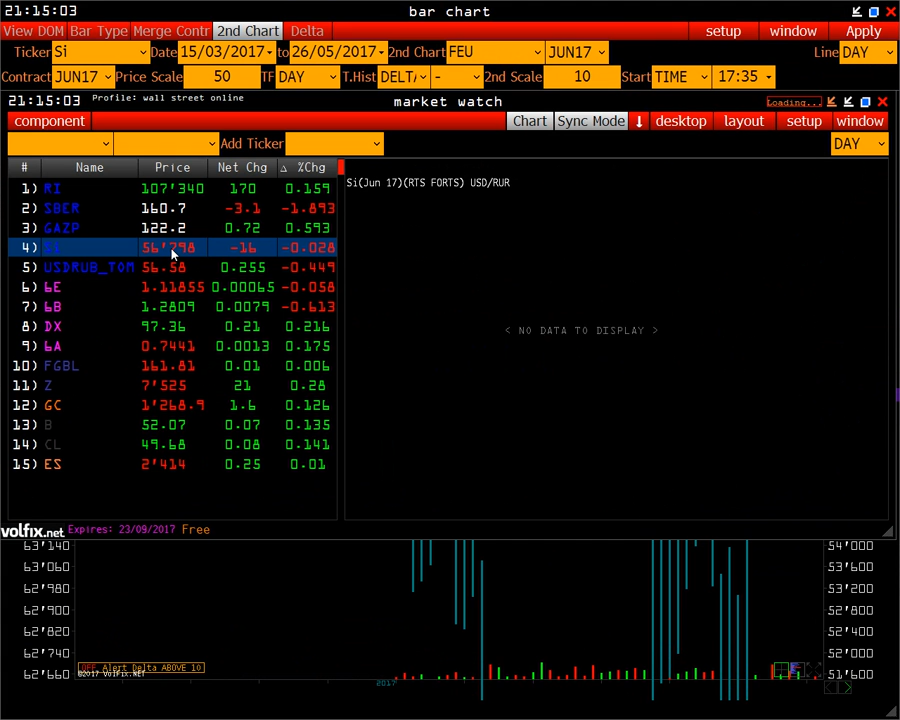 21:15:03 bar chart
View DOM Bar Type Merge Contr 2nd Chart Delta setup window Apply
Ticker Si Date 15/03/2017 to 26/05/2017 2nd Chart FEU JUN17 Line DAY
Contract JUN17 Price Scale 50 TF DAY T.Hist DELT - 2nd Scale 10 Start TIME 17:35
21:15:03 Profile: wall street online market watch Loading...
component Chart Sync Mode desktop layout setup window
Add Ticker DAY
# Name Price Net Chg %Chg
Si(Jun 17)(RTS FORTS) USD/RUR
1) RI 107'340 170 0.159
2) SBER 160.7 -3.1 -1.893
3) GAZP 122.2 0.72 0.593
4) SI 56'798 -16 -0.028
5) USDRUB_TOM 56.58 0.255 -0.449
6) 6E 1.11855 0.00065 -0.058
7) 6B 1.2809 0.0079 -0.613
< NO DATA TO DISPLAY >
8) DX 97.36 0.21 0.216
9) 6A 0.7441 0.0013 0.175
10) FGBL 161.81 0.01 0.006
11) Z 7'525 21 0.28
12) GC 1'268.9 1.6 0.126
13) B 52.07 0.07 0.135
14) CL 49.68 0.08 0.141
15) ES 2'414 0.25 0.01
volfix.net Expires: 23/09/2017 Free
63'140 54'000
63'060 53'600
62'980 53'200
62'900 52'800
62'820 52'400
62'740 52'000
OFF Alert Delta ABOVE 10
62'660 ©2017 VolFix.NET 51'600
2017